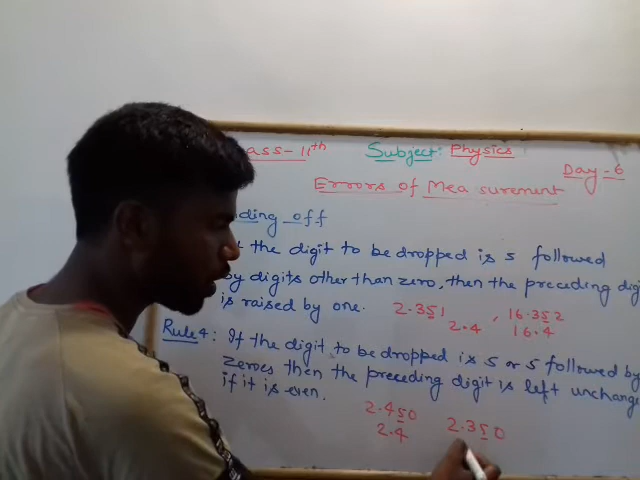 ass-11th Subject: Physics
Day-6
Errors of Measurement
ding off
the digit to be dropped is 5 followed
by digits other than zero, then the preceding dig
is raised by one. 2.351, 16.352
2.4 16.4
Rule 4: If the digit to be dropped is 5 or 5 followed by
zeroes then the preceding digit is left unchange
if it is even.
2.450 2.350
2.4